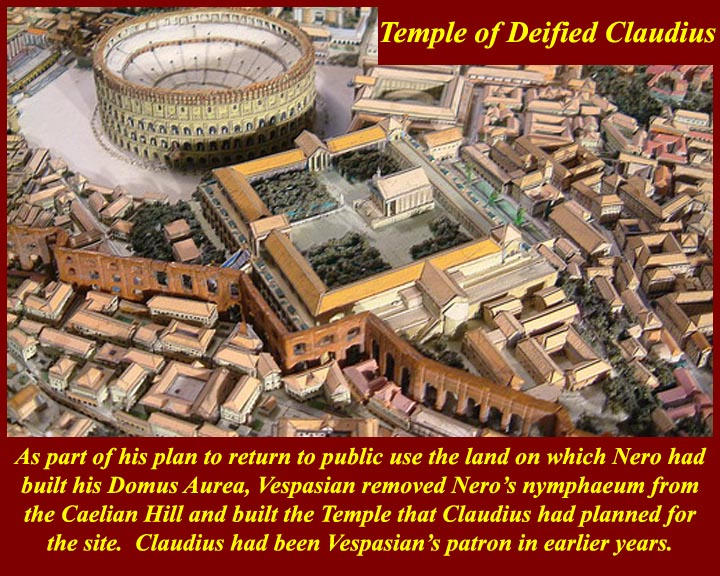 Temple of Deified Claudius
As part of his plan to return to public use the land on which Nero had
built his Domus Aurea, Vespasian removed Nero’s nymphaeum from
the Caelian Hill and built the Temple that Claudius had planned for
the site.  Claudius had been Vespasian’s patron in earlier years.